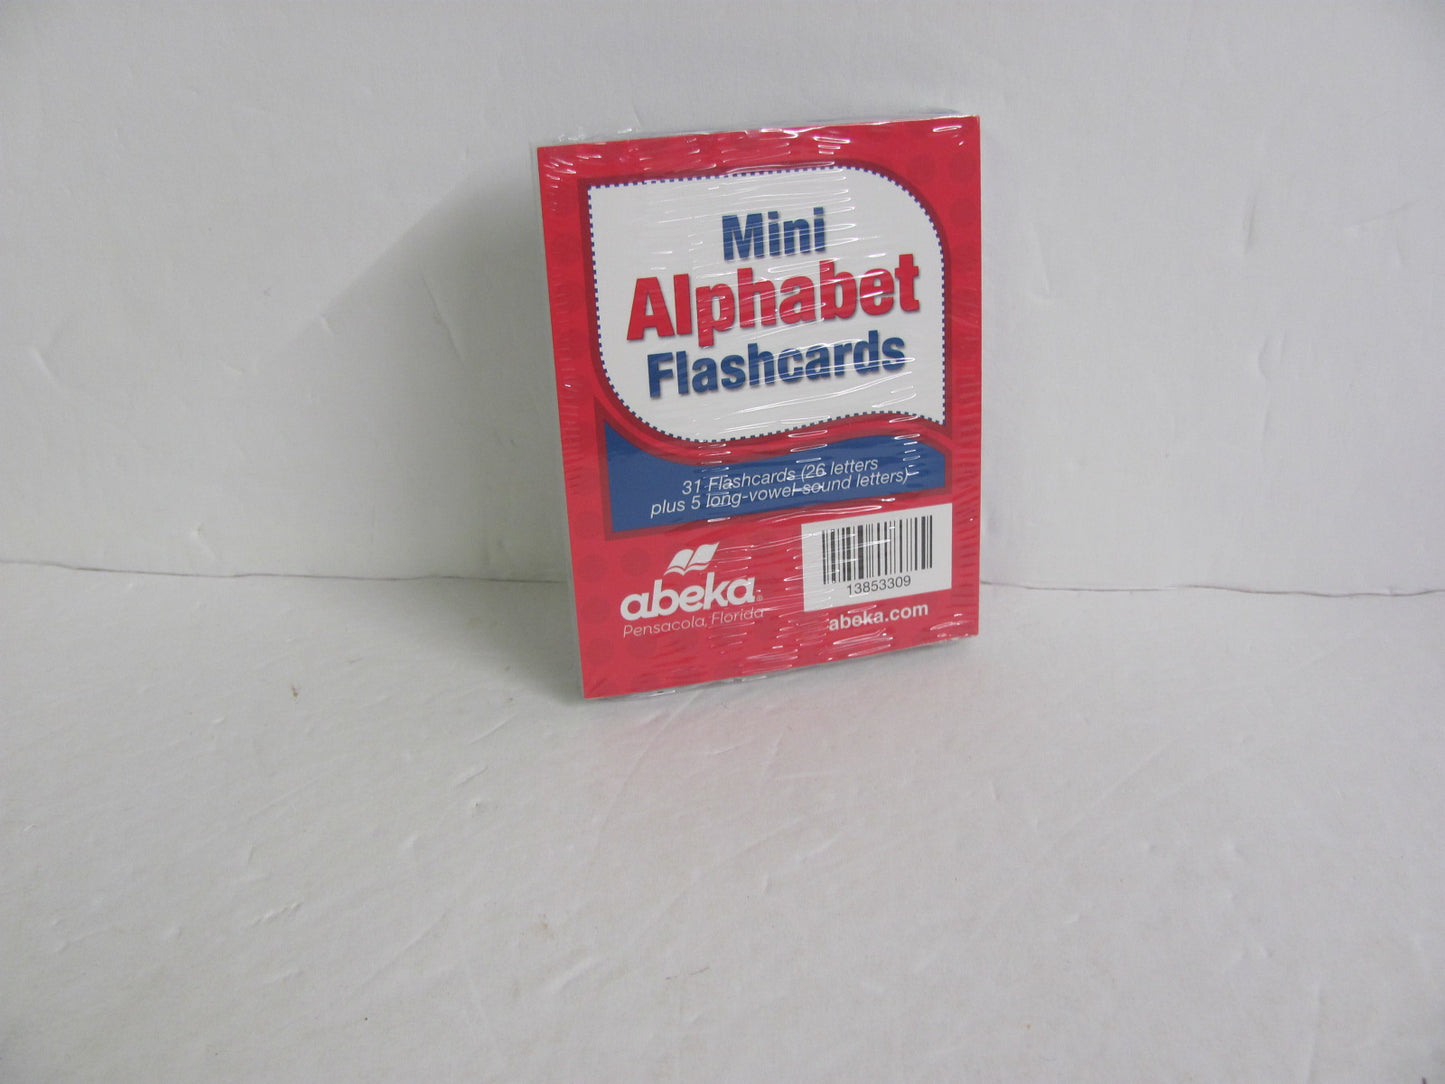 Mini
Alphabet
Flashcards
31 Flashcards (26 letters
plus 5 long-vowel-sound letters)
13853309
abeka®
Pensacola, Florida
abeka.com